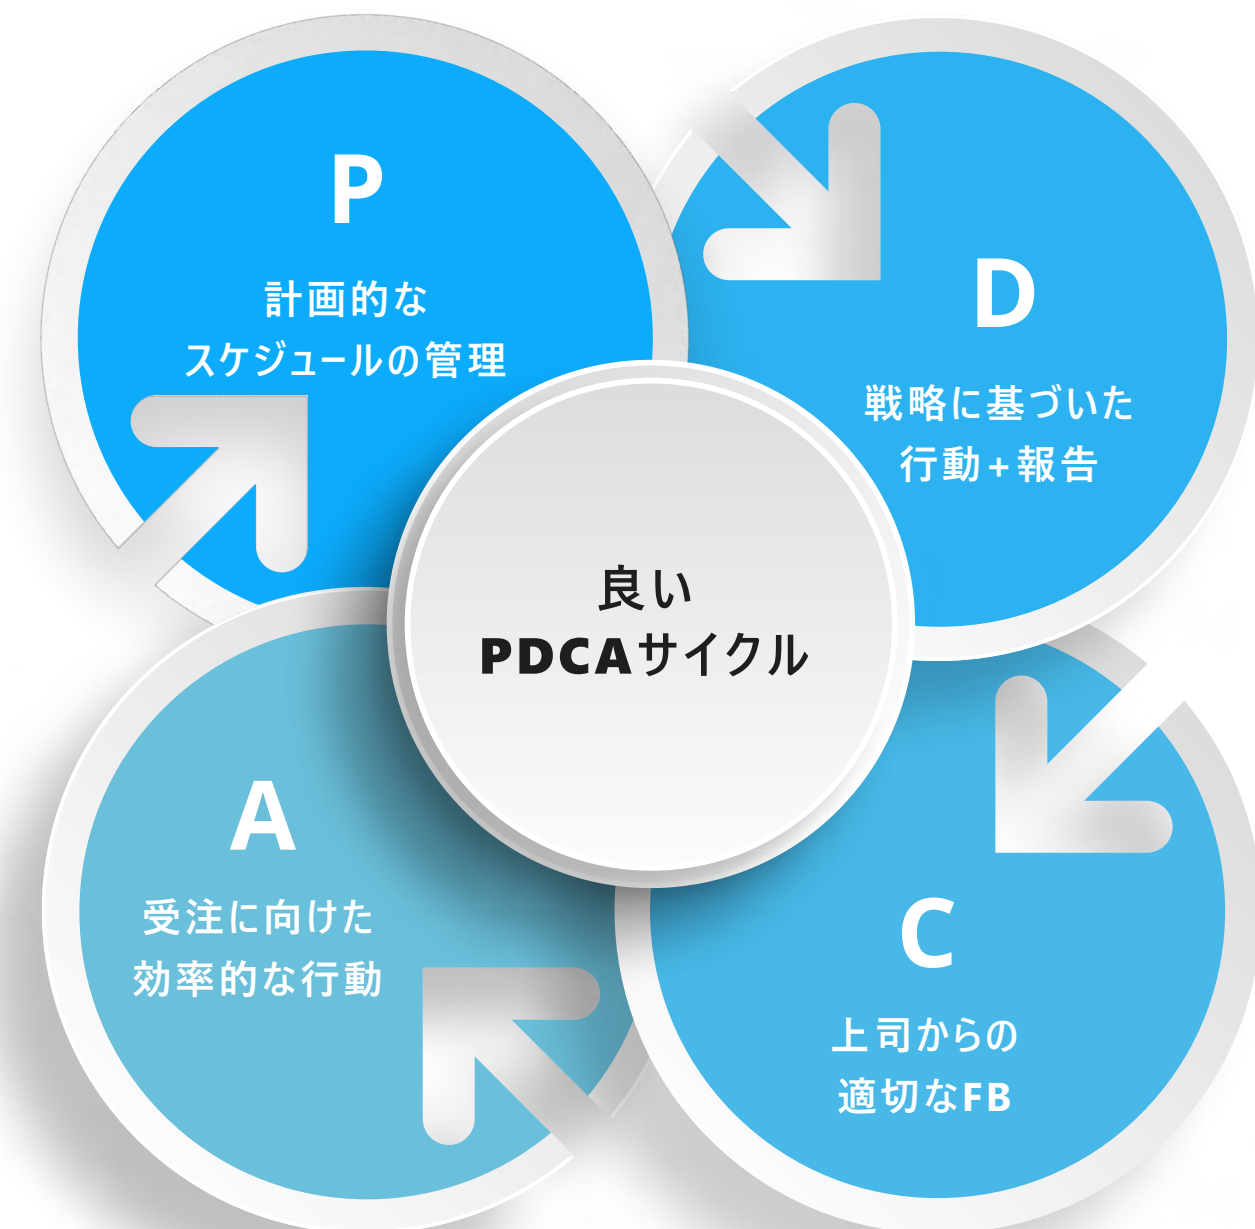 P
計画的な
スケジュールの管理
D
戦略に基づいた
行動+報告
良い
PDCAサイクル
A
受注に向けた
効率的な行動
C
上司からの
適切なFB